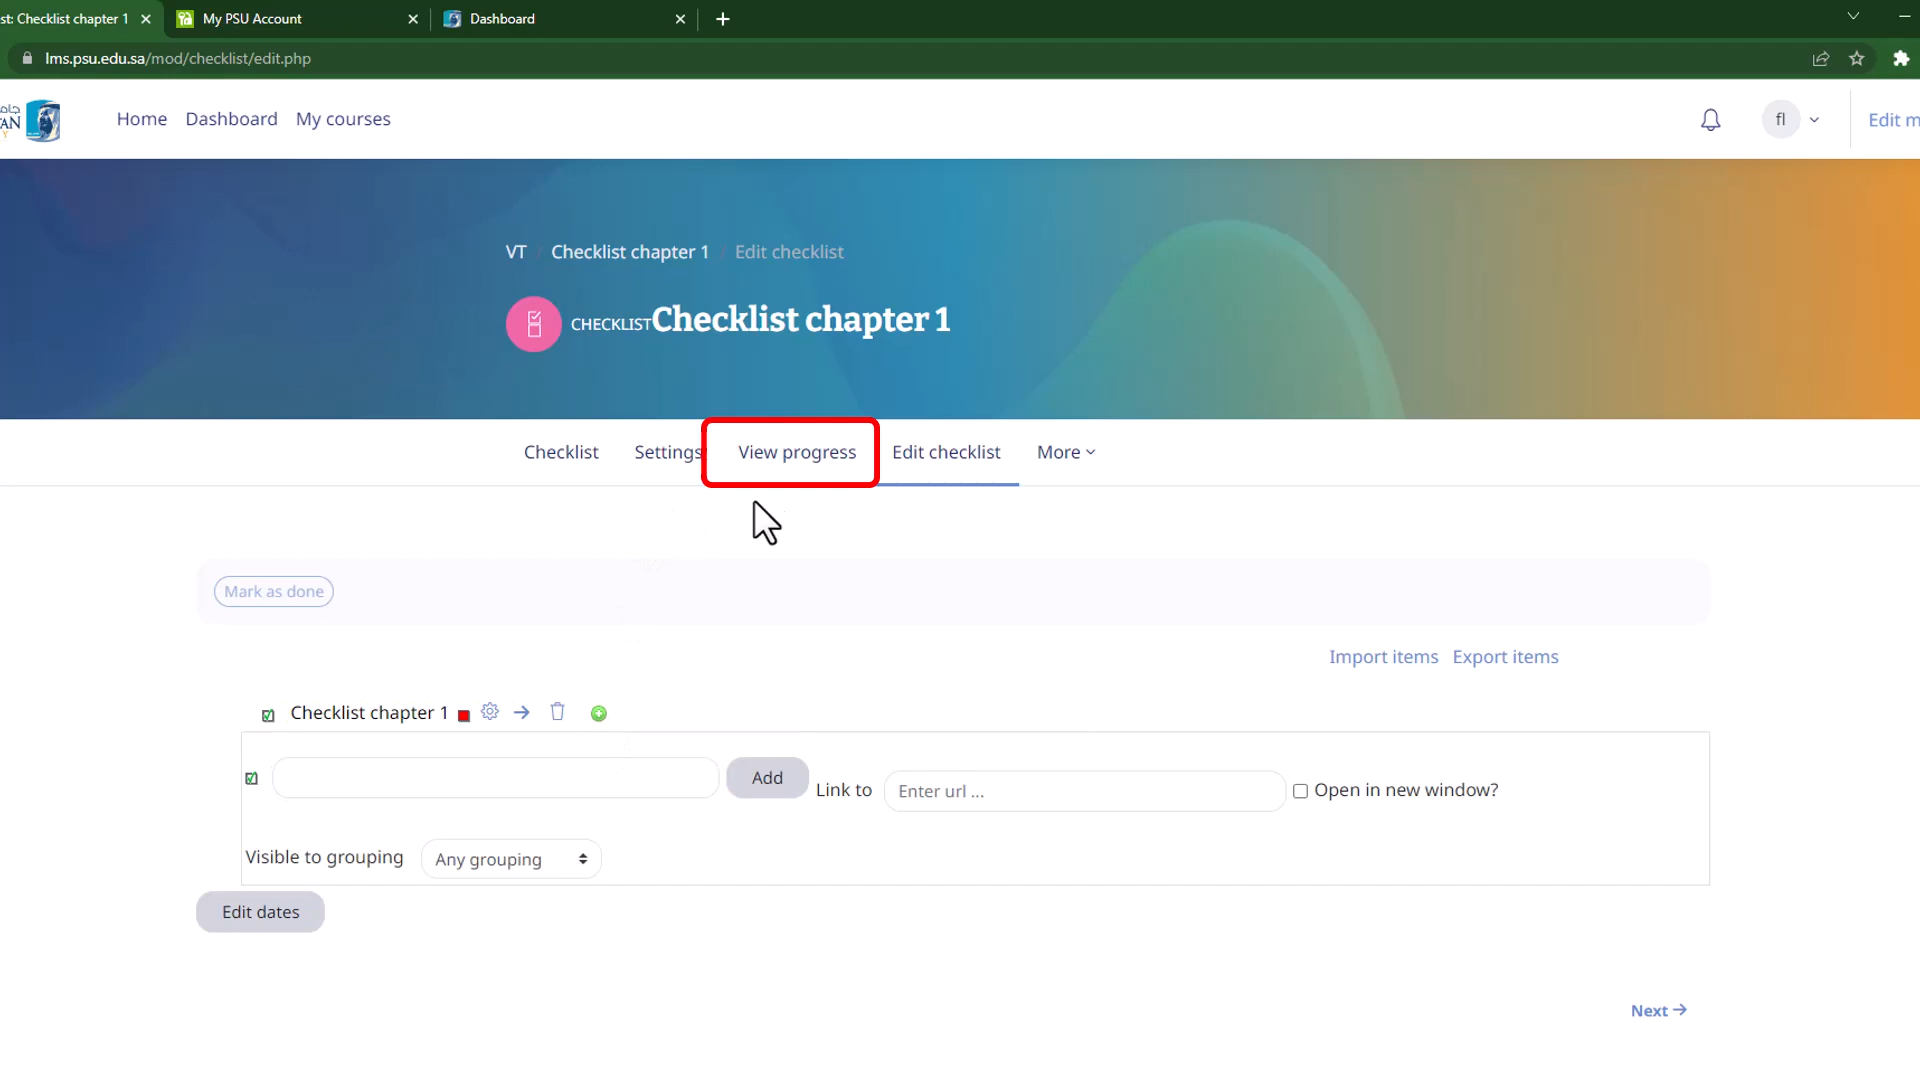 st: Checklist chapter 1
My PSU Account
Dashboard
lms.psu.edu.sa/mod/checklist/edit.php
جام
AN
Y
Home
Dashboard
My courses
fl
Edit m
VT / Checklist chapter 1 / Edit checklist
CHECKLIST
Checklist chapter 1
Checklist
Settings
View progress
Edit checklist
More
Mark as done
Import items
Export items
Checklist chapter 1
Add
Link to
Enter url ...
Open in new window?
Visible to grouping
Any grouping
Edit dates
Next